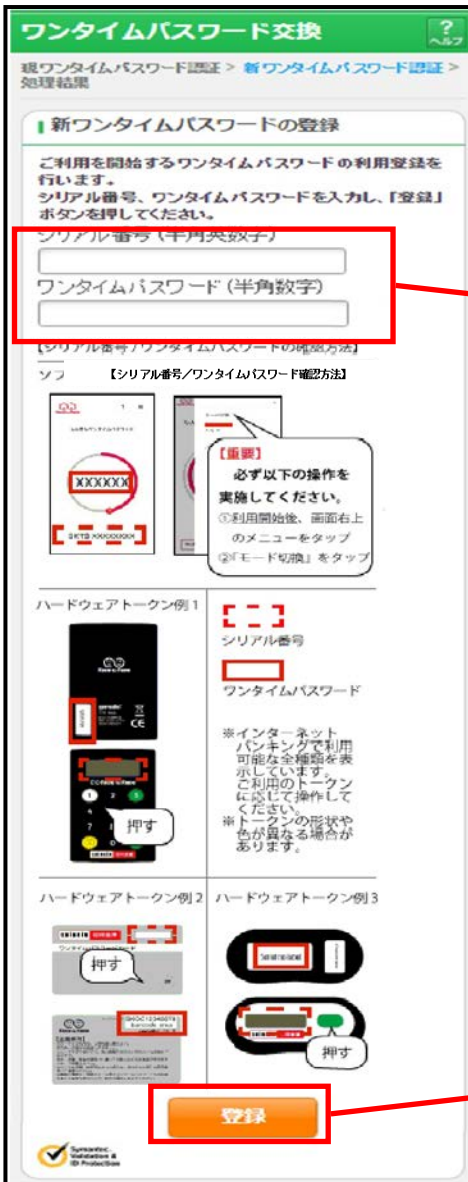 ワンタイムパスワード交換
?
ヘルプ
現ワンタイムパスワード認証 > 新ワンタイムパスワード認証 >
処理結果
新ワンタイムパスワードの登録
ご利用を開始するワンタイムパスワードの利用登録を
行います。
シリアル番号、ワンタイムパスワードを入力し、「登録」
ボタンを押してください。
シリアル番号(半角英数字)
ワンタイムパスワード(半角数字)
【シリアル番号/ワンタイムパスワードの確認方法】
ソフ
【シリアル番号/ワンタイムパスワード確認方法】
XXXXXX
【重要】
必ず以下の操作を
実施してください。
①利用開始後、画面右上
のメニューをタップ
②「モード切換」をタップ
ハードウェアトークン例1
シリアル番号
ワンタイムパスワード
押す
※インターネット
バンキングで利用
可能な全種類を表
示しています。
ご利用のトークン
に応じて操作して
ください。
※トークンの形状や
色が異なる場合が
あります。
ハードウェアトークン例2
ハードウェアトークン例3
押す
押す
登録
Symantec.
Validation &
ID Protection